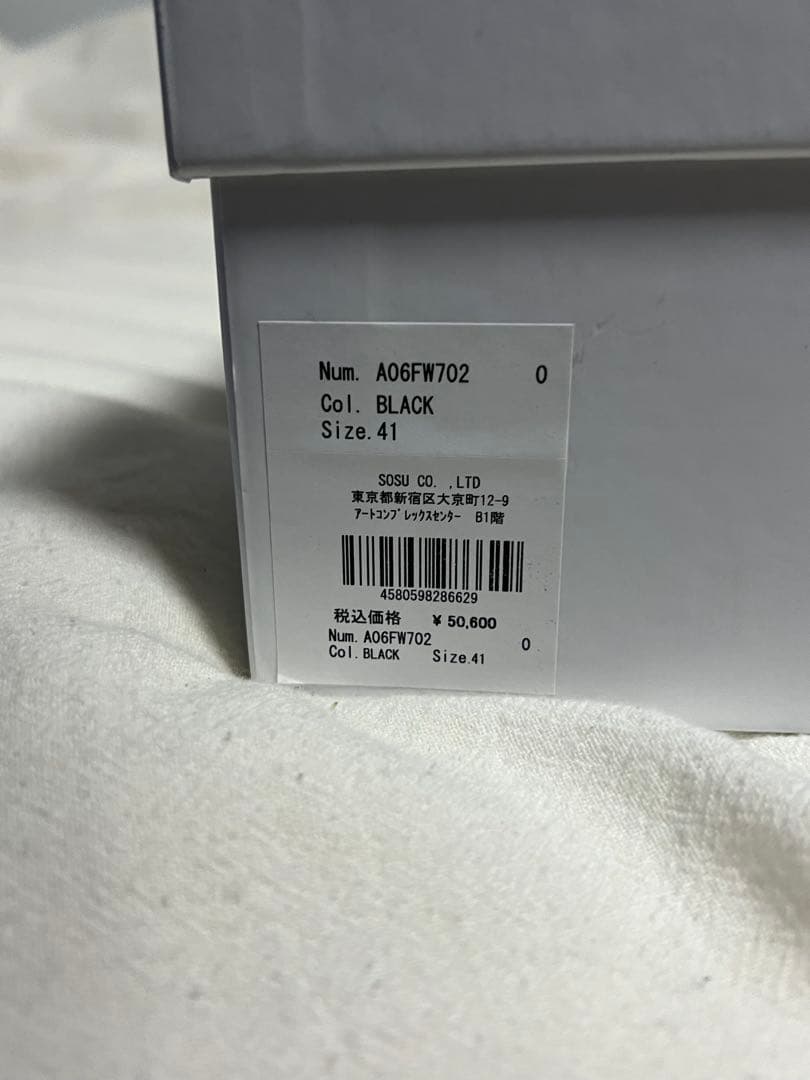 Num. A06FW702 0
Col. BLACK
Size.41
SOSU CO. ,LTD
東京都新宿区大京町12-9
ｱｰﾄｺﾝﾌﾟﾚｯｸｽｾﾝﾀｰ B1階
4580598286629
税込価格 ¥ 50,600
Num. A06FW702 0
Col. BLACK Size.41